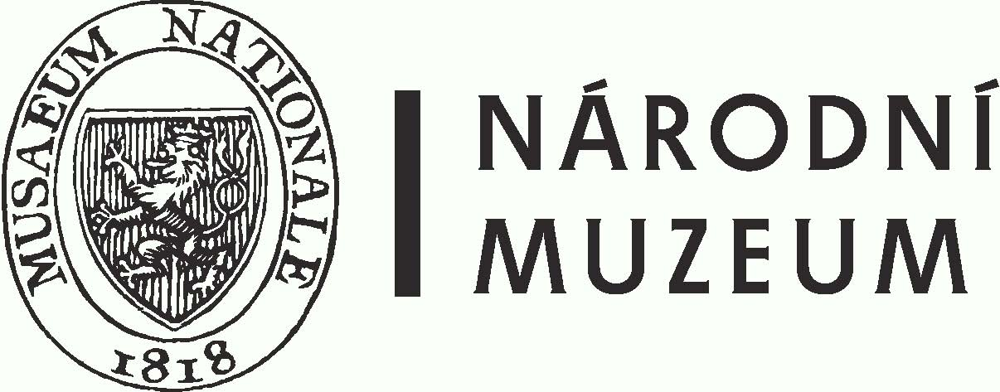 MUSAEUM NATIONALE
1818
NÁRODNÍ
MUZEUM